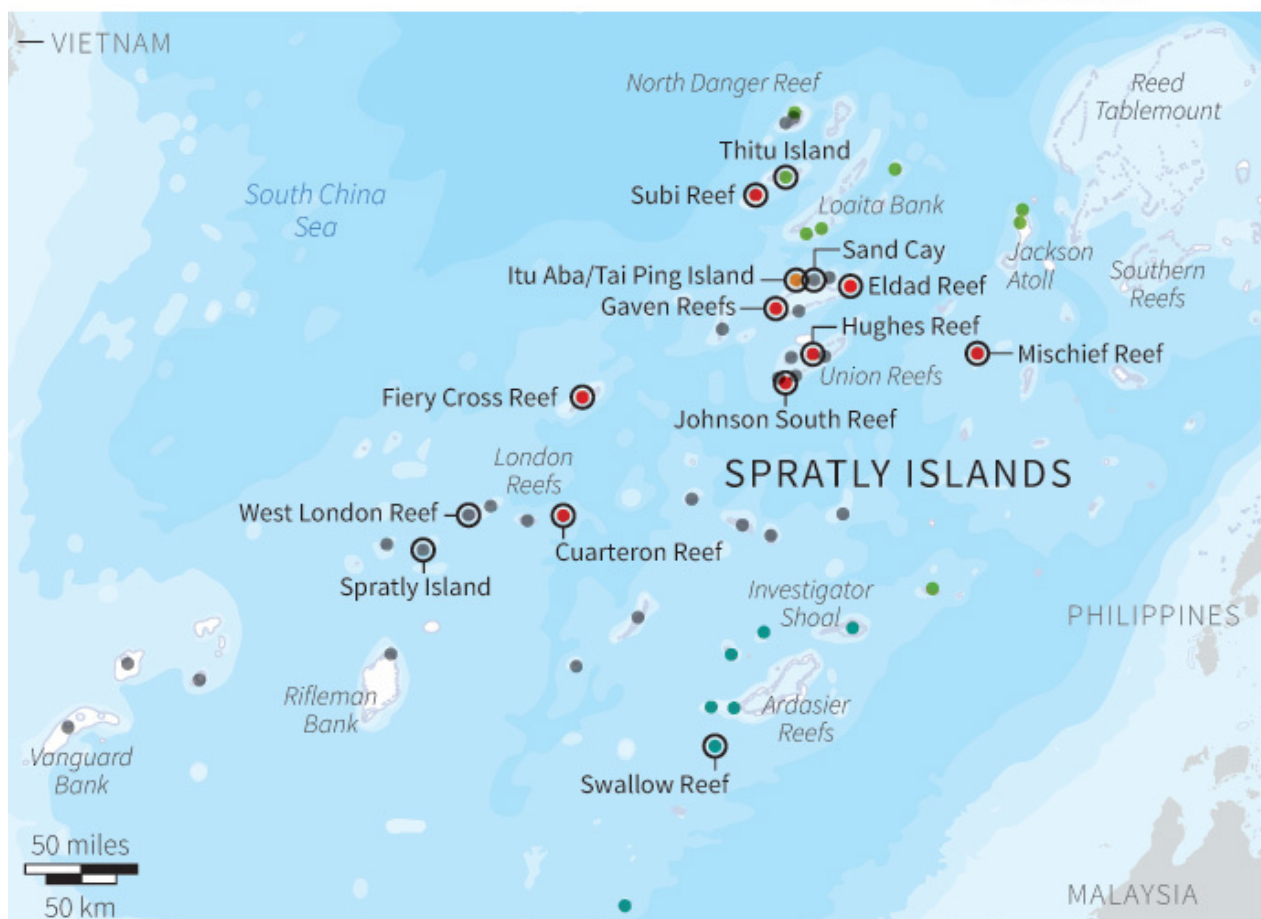 VIETNAM
North Danger Reef
Reed
Tablemount
Thitu Island
South China
Sea
Subi Reef
Loaita Bank
Sand Cay
Itu Aba/Tai Ping Island
Jackson
Atoll
Southern
Reefs
Eldad Reef
Gaven Reefs
Hughes Reef
Mischief Reef
Union Reefs
Fiery Cross Reef
Johnson South Reef
London
Reefs
SPRATLY ISLANDS
West London Reef
Cuarteron Reef
Spratly Island
Investigator
Shoal
PHILIPPINES
Rifleman
Bank
Ardasier
Reefs
Vanguard
Bank
Swallow Reef
50 miles
50 km
MALAYSIA